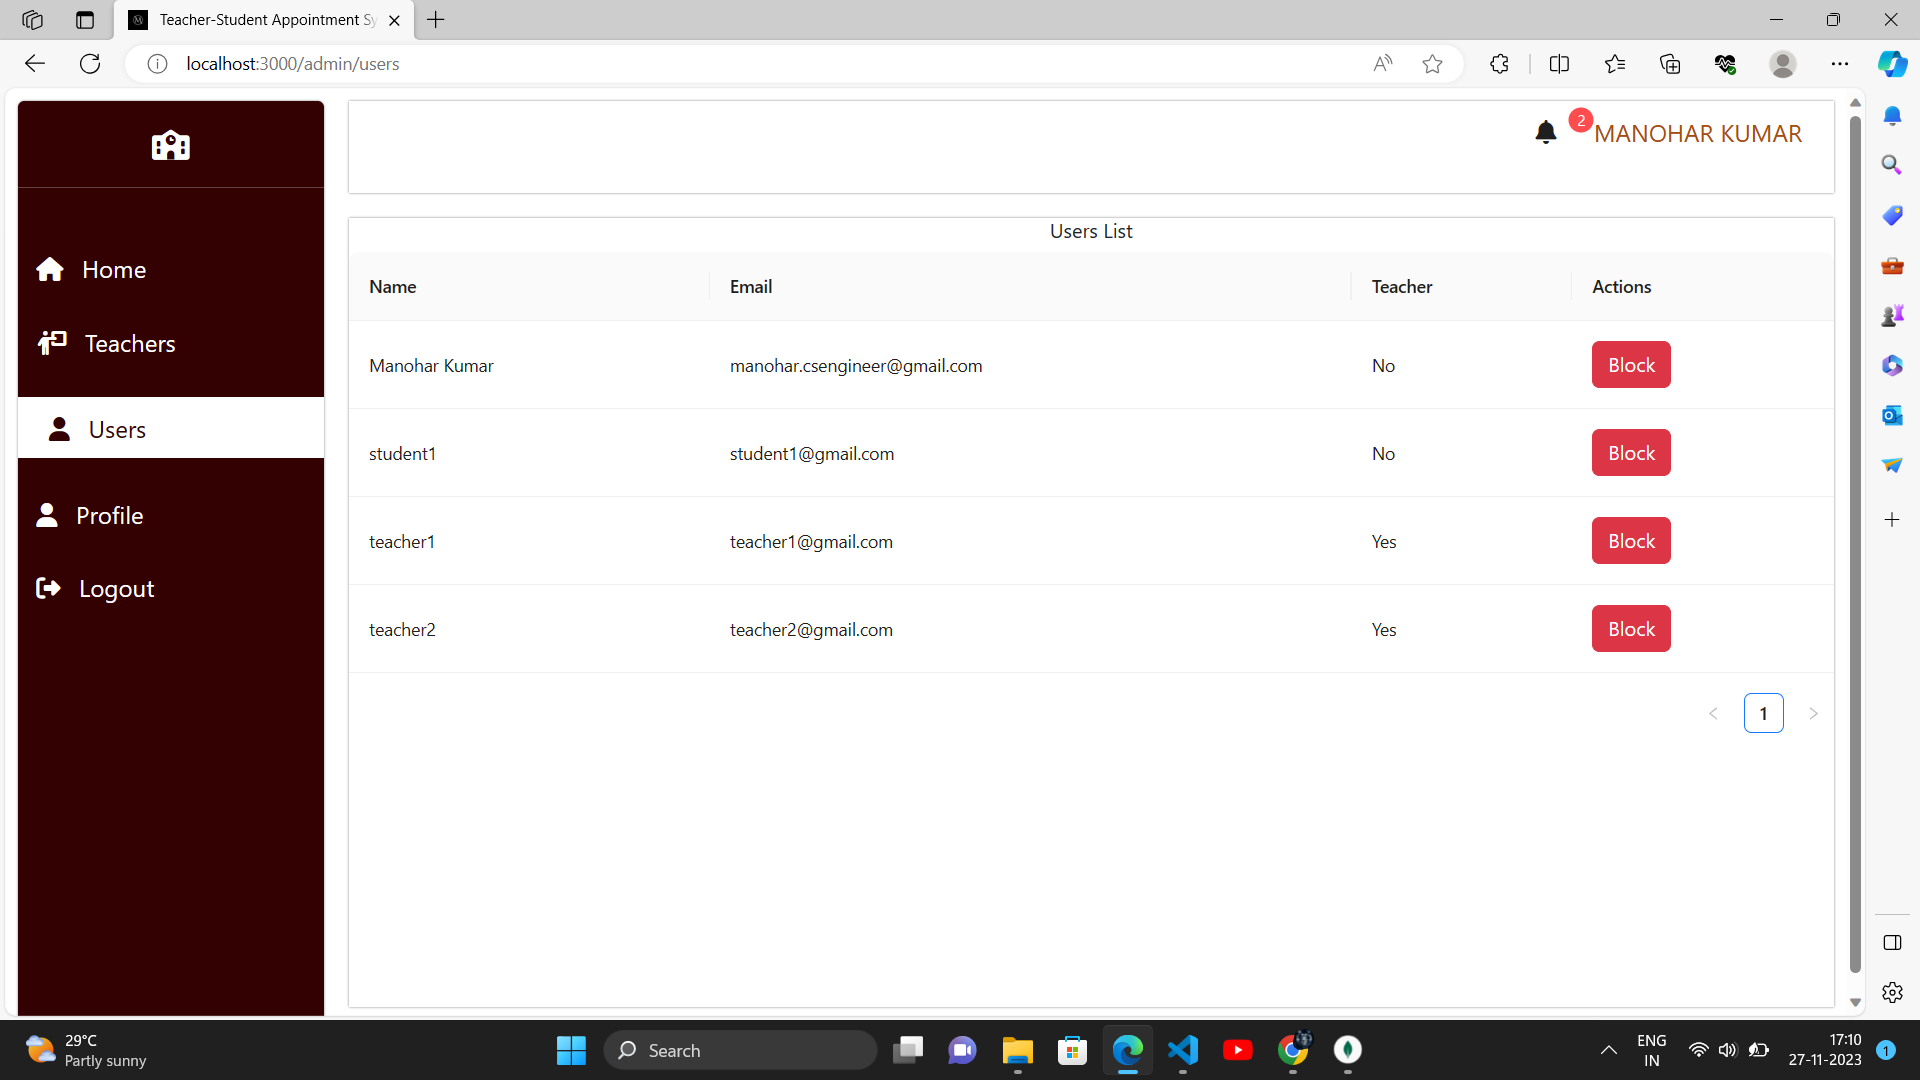 Teacher-Student Appointment Sy
localhost:3000/admin/users
2
MANOHAR KUMAR
Home
Teachers
Users
Profile
Logout
Users List
Name Email Teacher Actions
Manohar Kumar manohar.csengineer@gmail.com No Block
student1 student1@gmail.com No Block
teacher1 teacher1@gmail.com Yes Block
teacher2 teacher2@gmail.com Yes Block
1
29°C
Partly sunny
Search
ENG
IN
17:10
27-11-2023
1